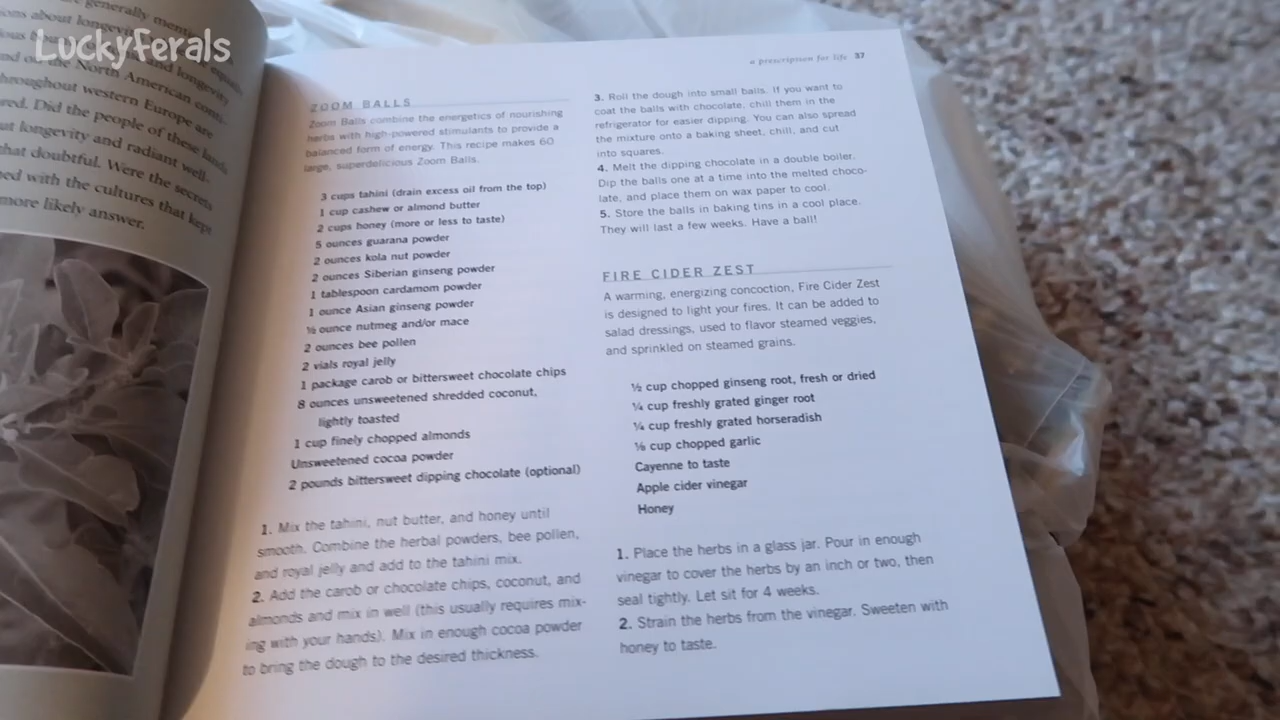 LuckyFerals
generally
about
and longevity
North American
throughout western Europe are
red. Did the people of these lands
longevity and radiant well-
that doubtful. Were the secrets
with the cultures that kept
more likely answer.
a prescription for life 37
ZOOM BALLS
Zoom Balls combine the energetics of nourishing
herbs with high-powered stimulants to provide a
balanced form of energy. This recipe makes 60
large, superdelicious Zoom Balls.
3 cups tahini (drain excess oil from the top)
1 cup cashew or almond butter
2 cups honey (more or less to taste)
5 ounces guarana powder
2 ounces kola nut powder
2 ounces Siberian ginseng powder
1 tablespoon cardamom powder
1 ounce Asian ginseng powder
½ ounce nutmeg and/or mace
2 ounces bee pollen
2 vials royal jelly
1 package carob or bittersweet chocolate chips
8 ounces unsweetened shredded coconut,
lightly toasted
1 cup finely chopped almonds
Unsweetened cocoa powder
2 pounds bittersweet dipping chocolate (optional)
1. Mix the tahini, nut butter, and honey until
smooth. Combine the herbal powders, bee pollen,
and royal jelly and add to the tahini mix.
2. Add the carob or chocolate chips, coconut, and
almonds and mix in well (this usually requires mix-
ing with your hands). Mix in enough cocoa powder
to bring the dough to the desired thickness.
3. Roll the dough into small balls. If you want to
coat the balls with chocolate, chill them in the
refrigerator for easier dipping. You can also spread
the mixture onto a baking sheet, chill, and cut
into squares.
4. Melt the dipping chocolate in a double boiler.
Dip the balls one at a time into the melted choco-
late, and place them on wax paper to cool.
5. Store the balls in baking tins in a cool place.
They will last a few weeks. Have a ball!
FIRE CIDER ZEST
A warming, energizing concoction, Fire Cider Zest
is designed to light your fires. It can be added to
salad dressings, used to flavor steamed veggies,
and sprinkled on steamed grains.
½ cup chopped ginseng root, fresh or dried
¼ cup freshly grated ginger root
¼ cup freshly grated horseradish
⅛ cup chopped garlic
Cayenne to taste
Apple cider vinegar
Honey
1. Place the herbs in a glass jar. Pour in enough
vinegar to cover the herbs by an inch or two, then
seal tightly. Let sit for 4 weeks.
2. Strain the herbs from the vinegar. Sweeten with
honey to taste.